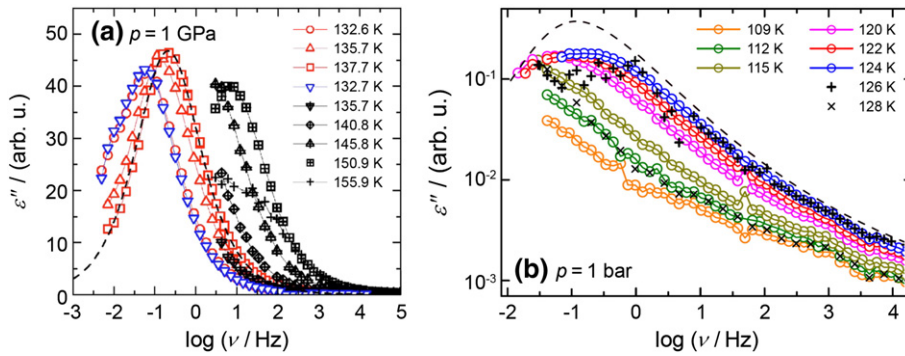 (a) p = 1 GPa
132.6 K
135.7 K
137.7 K
132.7 K
135.7 K
140.8 K
145.8 K
150.9 K
155.9 K
ε'' / (arb. u.)
50
40
30
20
10
0
-3 -2 -1 0 1 2 3 4 5
log (ν / Hz)
109 K
112 K
115 K
120 K
122 K
124 K
126 K
128 K
ε'' / (arb. u.)
10⁻¹
10⁻²
10⁻³
(b) p = 1 bar
-2 -1 0 1 2 3 4
log (ν / Hz)